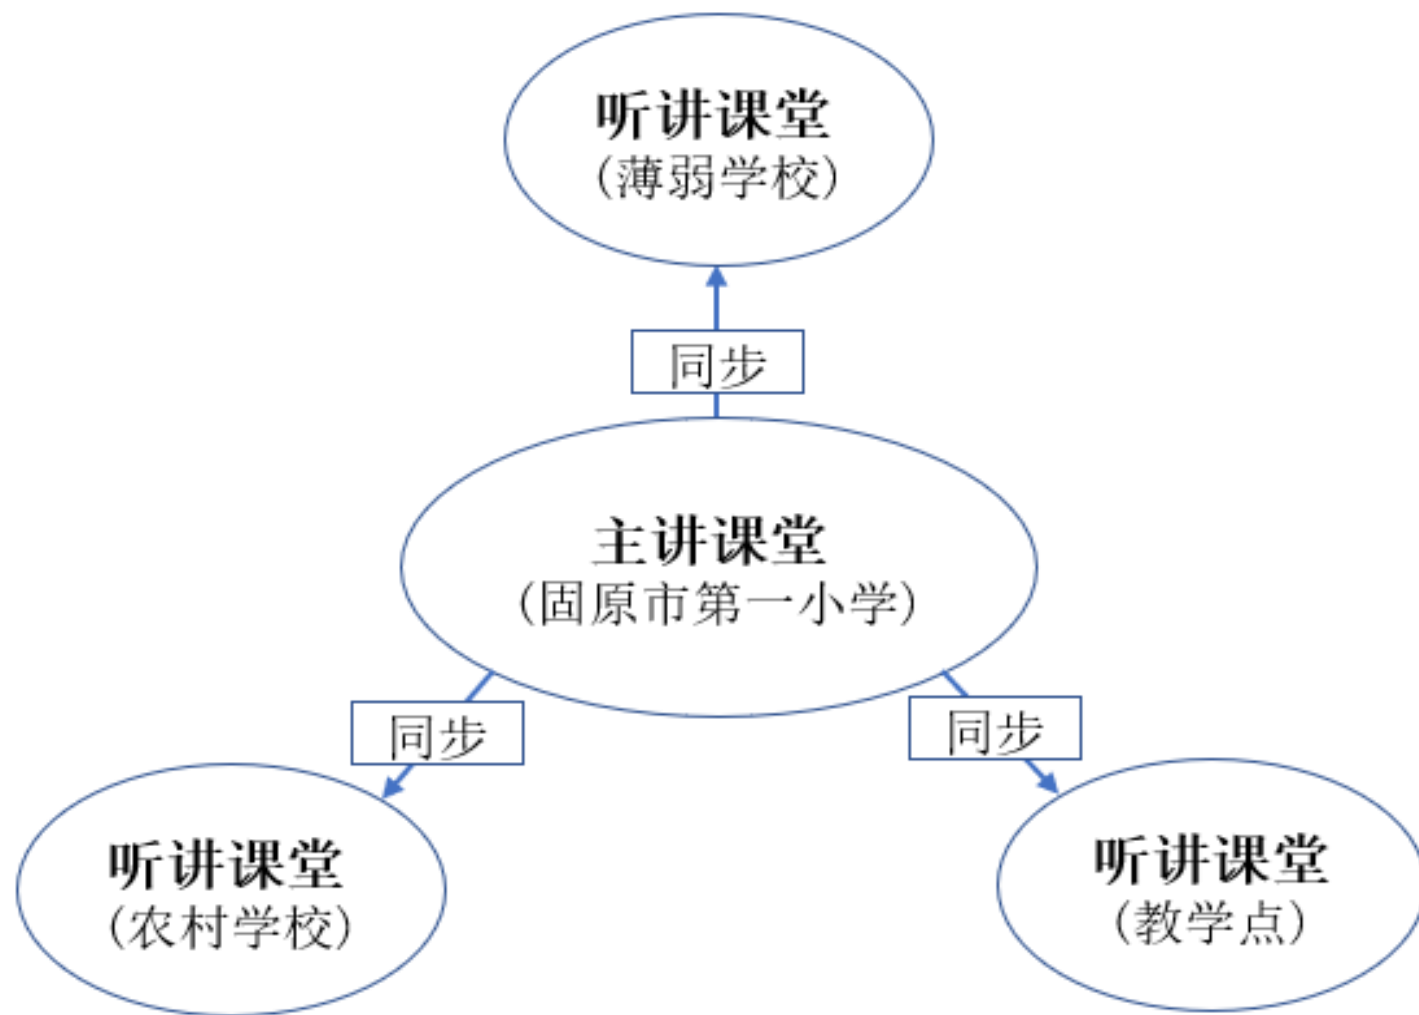 听讲课堂
(薄弱学校)
同步
主讲课堂
(固原市第一小学)
同步
同步
听讲课堂
(农村学校)
听讲课堂
(教学点)